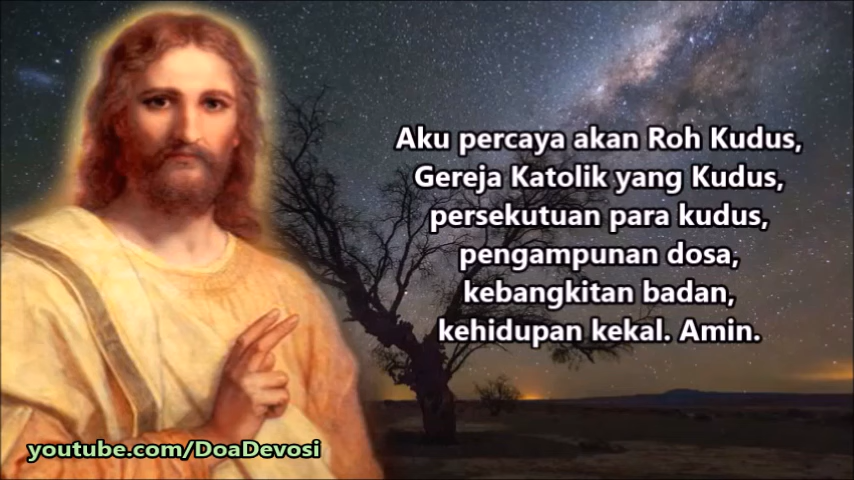 Aku percaya akan Roh Kudus,
Gereja Katolik yang Kudus,
persekutuan para kudus,
pengampunan dosa,
kebangkitan badan,
kehidupan kekal. Amin.
youtube.com/DoaDevosi